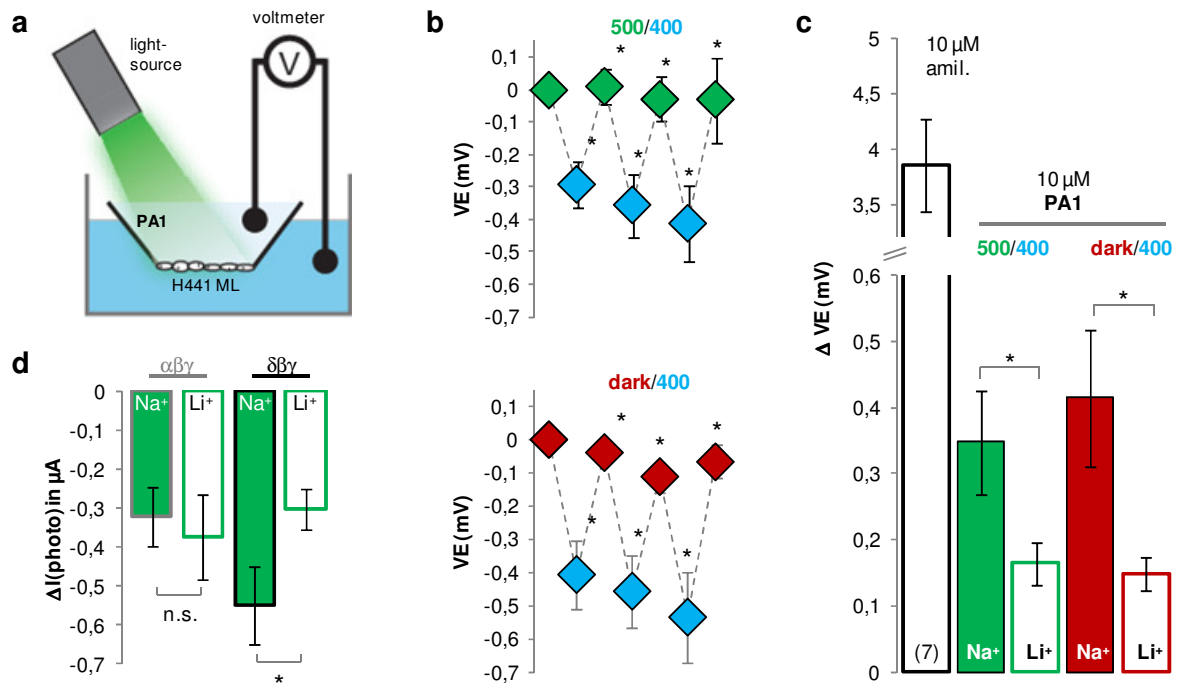 a
light-
source
voltmeter
V
PA1
H441 ML
b
500/400
0,1
0
-0,1
-0,2
-0,3
-0,4
-0,5
-0,6
-0,7
VE (mV)
*
*
*
*
*
*
dark/400
0,1
0
-0,1
-0,2
-0,3
-0,4
-0,5
-0,6
-0,7
VE (mV)
*
*
*
*
*
*
c
10 µM
amil.
5
4,5
4
3,5
0,6
0,5
0,4
0,3
0,2
0,1
0
Δ VE (mV)
10 µM
PA1
500/400
dark/400
*
*
(7)
Na⁺
Li⁺
Na⁺
Li⁺
d
αβγ
δβγ
0
-0,1
-0,2
-0,3
-0,4
-0,5
-0,6
-0,7
ΔI(photo) in µA
Na⁺
Li⁺
Na⁺
Li⁺
n.s.
*